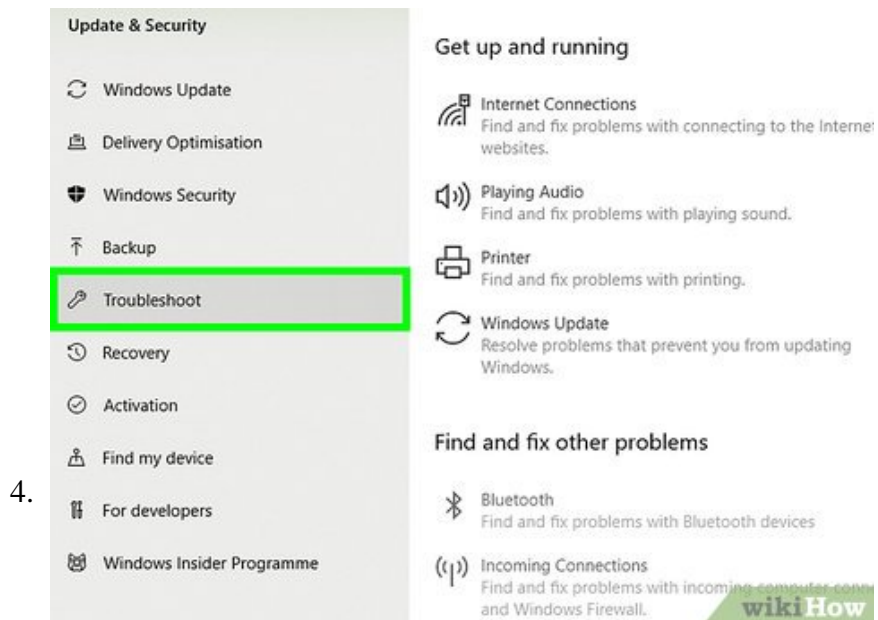 Update & Security
Windows Update
Delivery Optimisation
Windows Security
Backup
Troubleshoot
Recovery
Activation
Find my device
4.
For developers
Windows Insider Programme
Get up and running
Internet Connections
Find and fix problems with connecting to the Internet
websites.
Playing Audio
Find and fix problems with playing sound.
Printer
Find and fix problems with printing.
Windows Update
Resolve problems that prevent you from updating
Windows.
Find and fix other problems
Bluetooth
Find and fix problems with Bluetooth devices
Incoming Connections
Find and fix problems with incoming computer
and Windows Firewall.
wikiHow